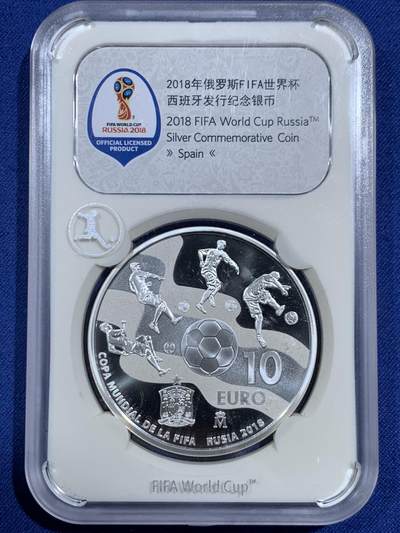 2018年俄罗斯FIFA世界杯
西班牙发行纪念银币
2018 FIFA World Cup Russia™
Silver Commemorative Coin
» Spain «
FIFA WORLD CUP
RUSSIA 2018
OFFICIAL LICENSED
PRODUCT
10
EURO
M
COPA MUNDIAL DE LA FIFA RUSIA 2018
FIFA World Cup™